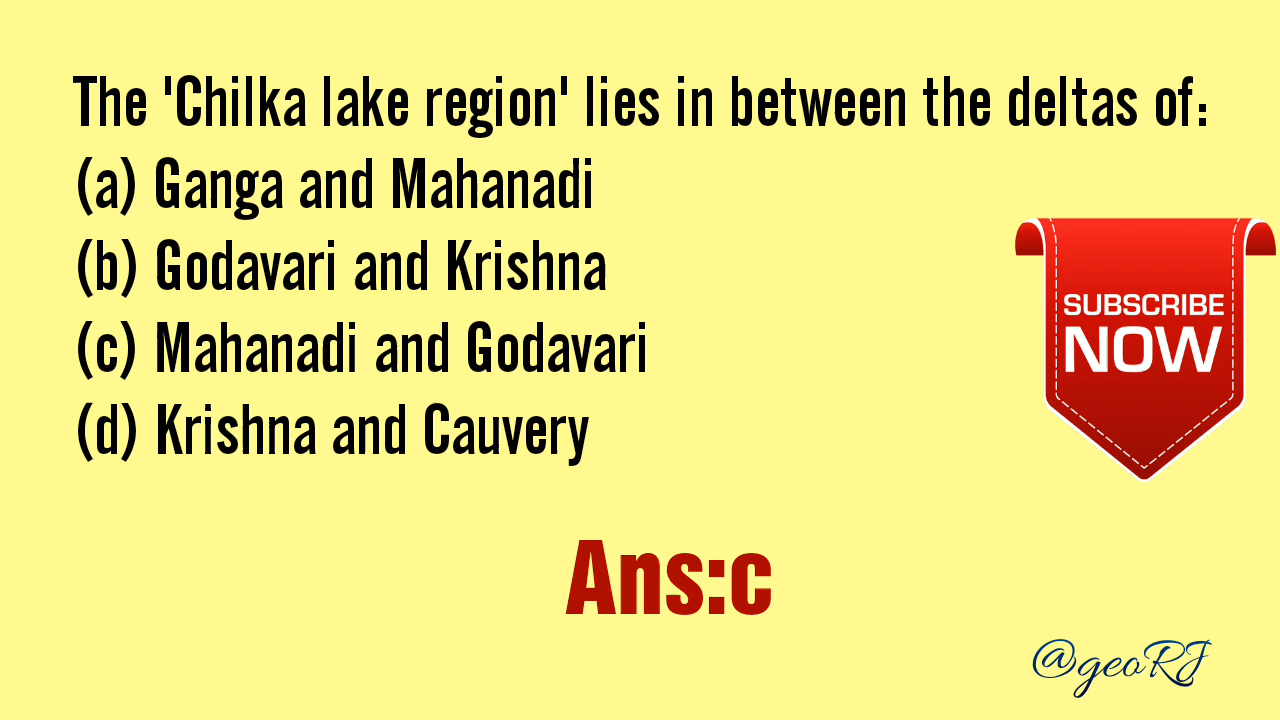 The 'Chilka lake region' lies in between the deltas of:
(a) Ganga and Mahanadi
(b) Godavari and Krishna
(c) Mahanadi and Godavari
(d) Krishna and Cauvery
SUBSCRIBE
NOW
Ans:c
@geoRJ